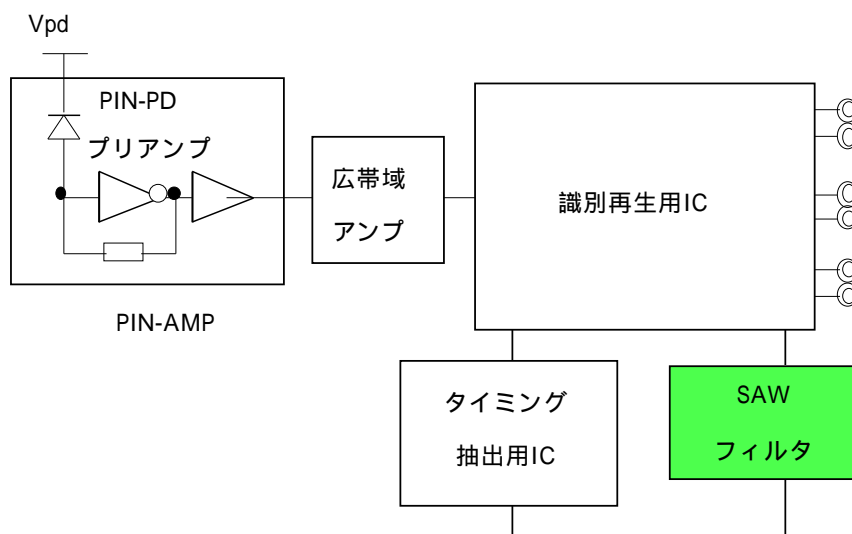 Vpd
PIN-PD
プリアンプ
PIN-AMP
広帯域
アンプ
識別再生用IC
タイミング
抽出用IC
SAW
フィルタ